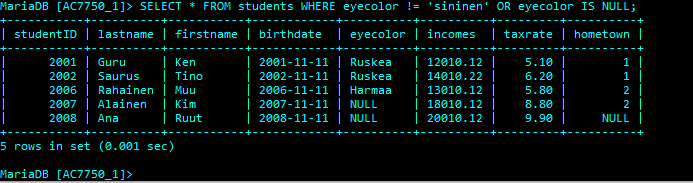 MariaDB [AC7750_1]> SELECT * FROM students WHERE eyecolor != 'sininen' OR eyecolor IS NULL;
+-----------+----------+-----------+------------+----------+----------+---------+----------+
| studentID | lastname | firstname | birthdate  | eyecolor | incomes  | taxrate | hometown |
+-----------+----------+-----------+------------+----------+----------+---------+----------+
|      2001 | Guru     | Ken       | 2001-11-11 | Ruskea   | 12010.12 |    5.10 |        1 |
|      2002 | Saurus   | Tino      | 2002-11-11 | Ruskea   | 14010.22 |    6.20 |        1 |
|      2006 | Rahainen | Muu       | 2006-11-11 | Harmaa   | 13010.12 |    5.80 |        2 |
|      2007 | Alainen  | Kim       | 2007-11-11 | NULL     | 18010.12 |    8.80 |        2 |
|      2008 | Ana      | Ruut      | 2008-11-11 | NULL     | 20010.12 |    9.90 |     NULL |
+-----------+----------+-----------+------------+----------+----------+---------+----------+
5 rows in set (0.001 sec)
MariaDB [AC7750_1]>